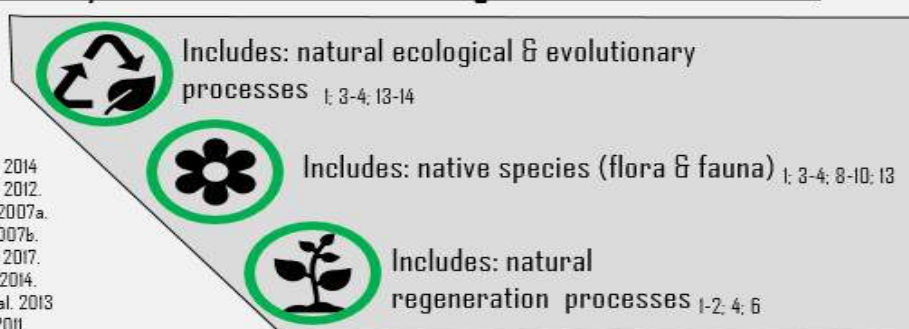 Includes: natural ecological & evolutionary
processes 1; 3-4; 13-14
Includes: native species (flora & fauna) 1; 3-4; 8-10; 13
Includes: natural
regeneration processes 1-2; 4; 6
2014
2012.
2007a.
007b.
2017.
2014.
al. 2013
2011